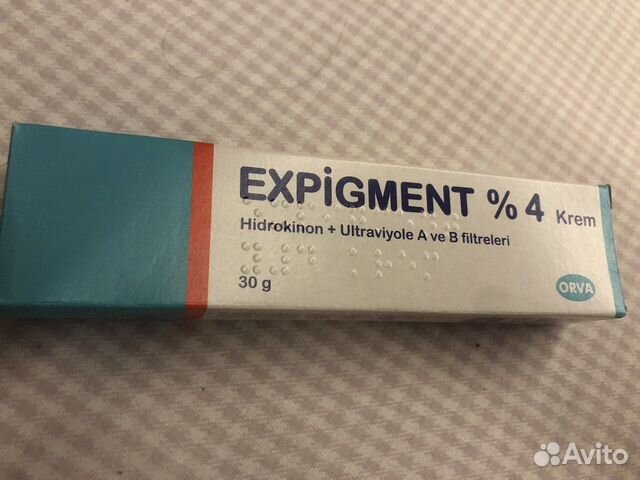 EXPiGMENT %4 Krem
Hidrokinon + Ultraviyole A ve B filtreleri
30 g
ORVA
Avito